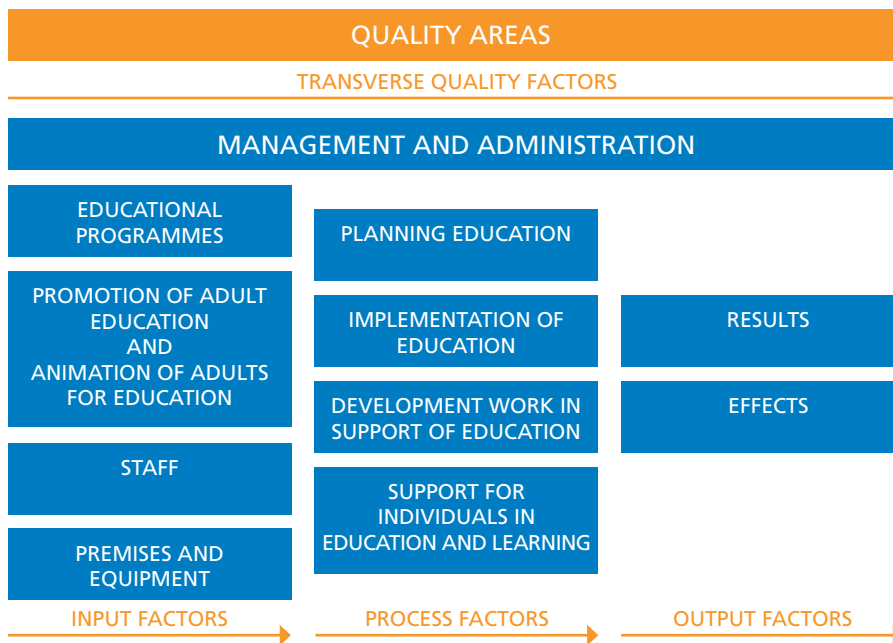 QUALITY AREAS
TRANSVERSE QUALITY FACTORS
MANAGEMENT AND ADMINISTRATION
EDUCATIONAL
PROGRAMMES
PROMOTION OF ADULT
EDUCATION
AND
ANIMATION OF ADULTS
FOR EDUCATION
STAFF
PREMISES AND
EQUIPMENT
INPUT FACTORS
PLANNING EDUCATION
IMPLEMENTATION OF
EDUCATION
DEVELOPMENT WORK IN
SUPPORT OF EDUCATION
SUPPORT FOR
INDIVIDUALS IN
EDUCATION AND LEARNING
PROCESS FACTORS
RESULTS
EFFECTS
OUTPUT FACTORS